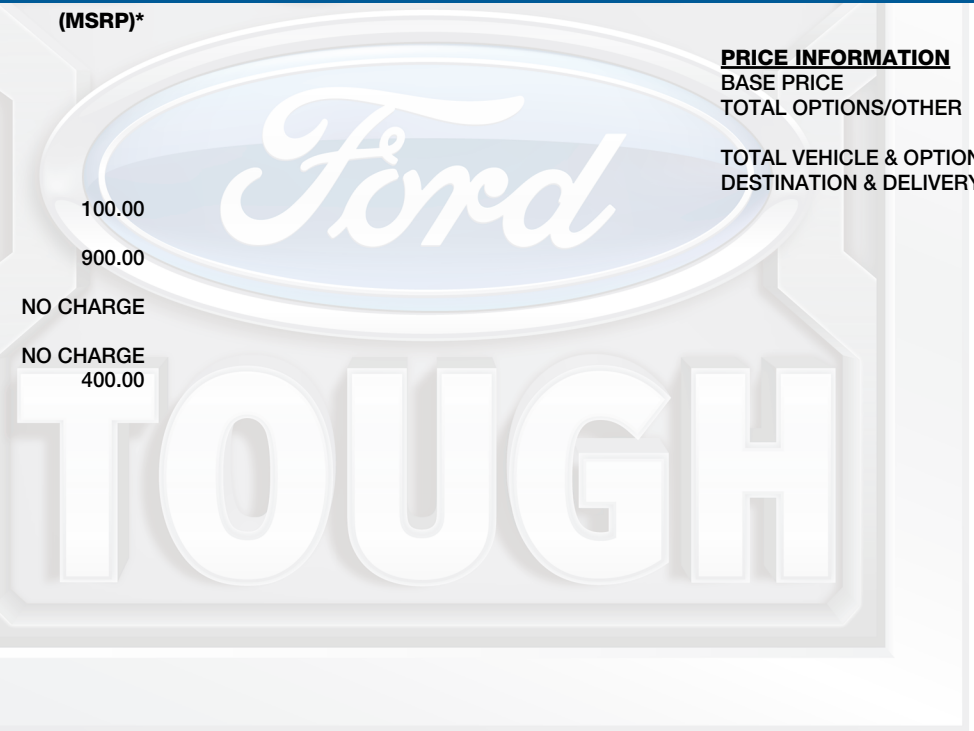 (MSRP)*
100.00
900.00
NO CHARGE
NO CHARGE
400.00
PRICE INFORMATION
BASE PRICE
TOTAL OPTIONS/OTHER
TOTAL VEHICLE & OPTION
DESTINATION & DELIVERY
Ford
TOUGH